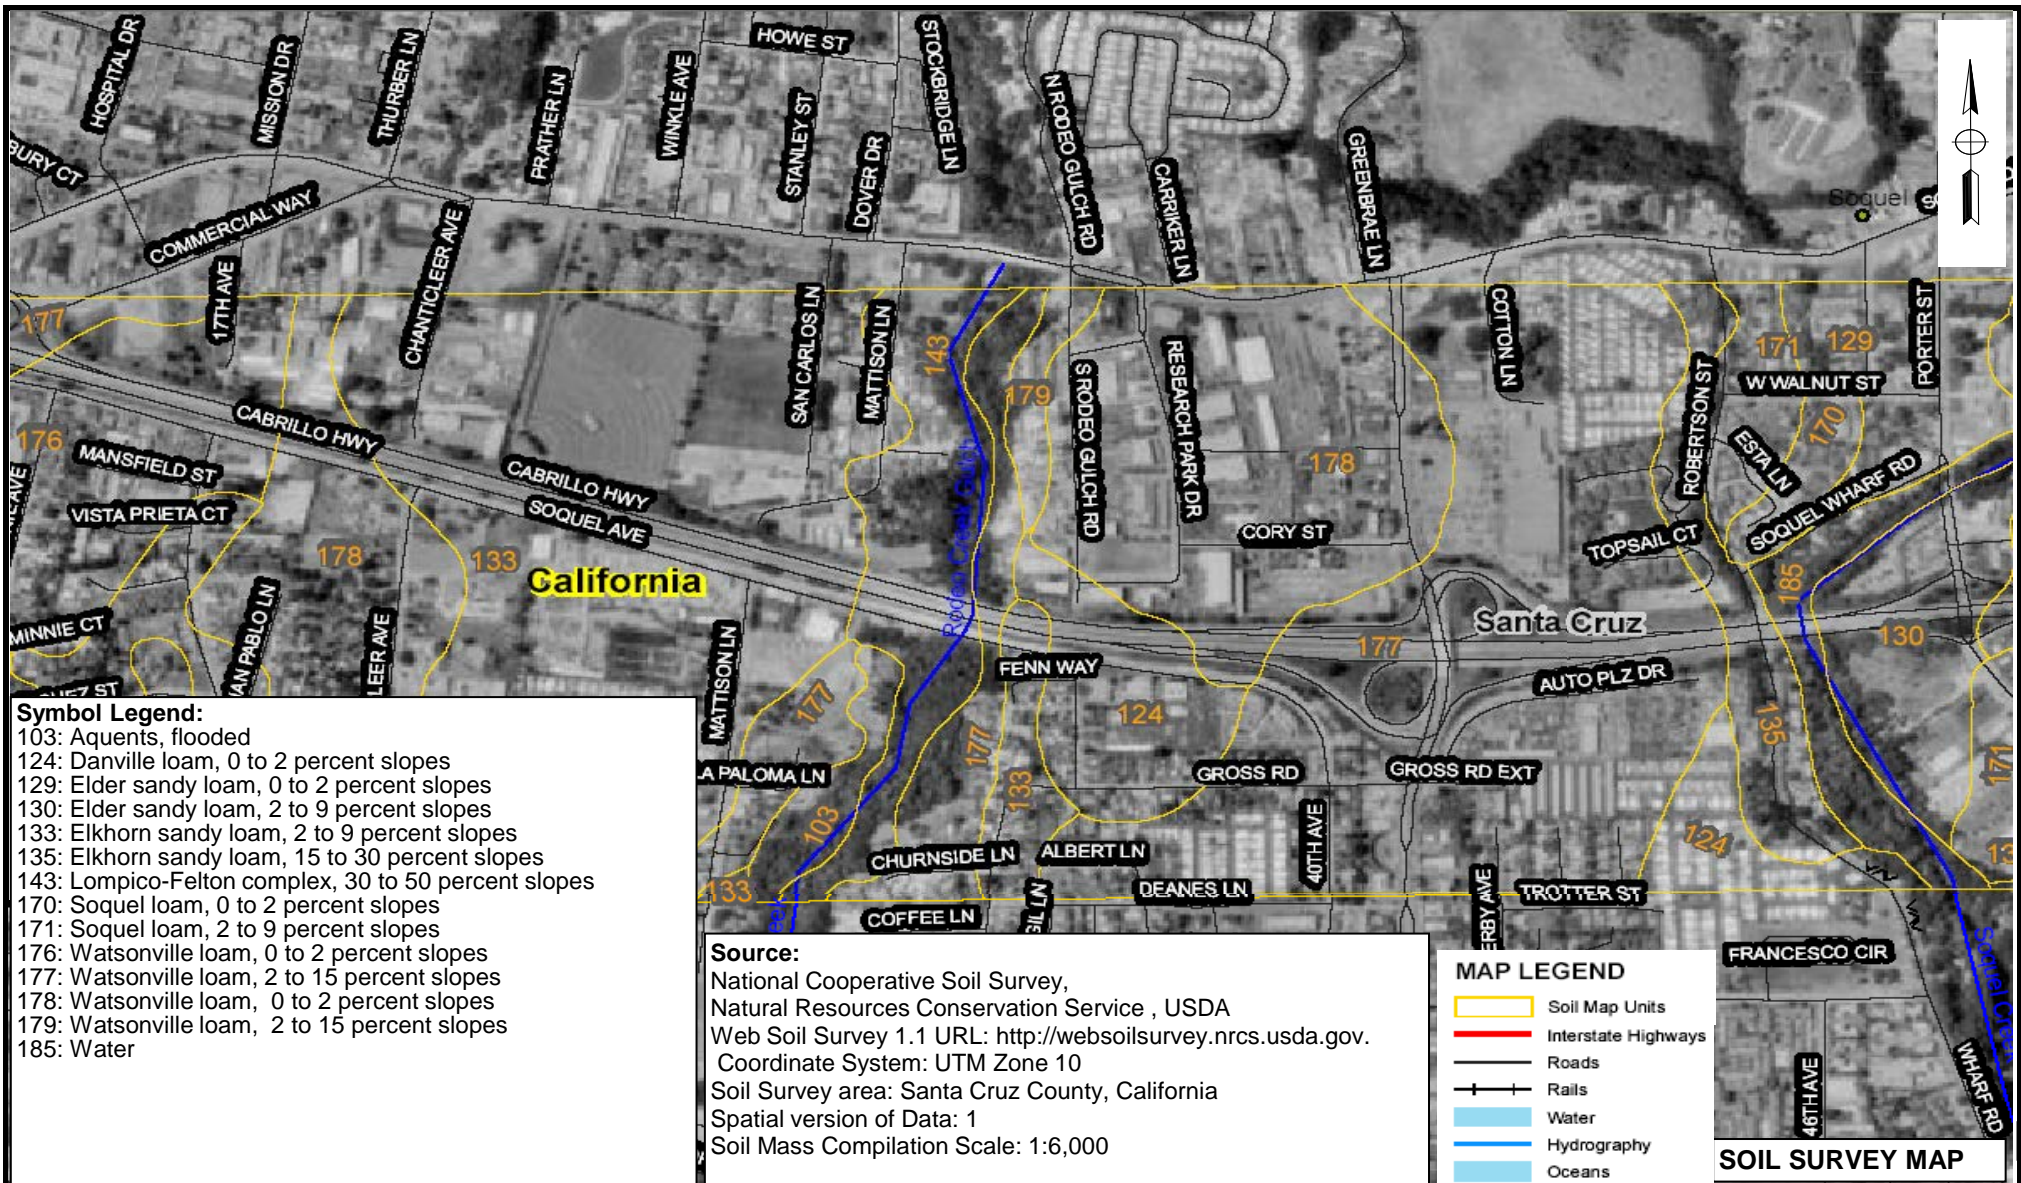 HOSPITAL DR
MISSION DR
THURBER LN
PRATHER LN
WINKLE AVE
HOWE ST
STANLEY ST
DOVER DR
STOCKBRIDGE LN
N RODEO GULCH RD
CARRIKER LN
GREENBRAE LN
Soquel
BURY CT
COMMERCIAL WAY
17TH AVE
CHANTICLEER AVE
SAN CARLOS LN
MATTISON LN
143
179
S RODEO GULCH RD
RESEARCH PARK DR
COTTON LN
ROBERTSON ST
171
129
PORTER ST
W WALNUT ST
177
176
CABRILLO HWY
MANSFIELD ST
VISTA PRIETA CT
CABRILLO HWY
SOQUEL AVE
Rodeo Creek Gulch
178
CORY ST
170
ESTA LN
SOQUEL WHARF RD
TOPSAIL CT
185
178
133
California
Santa Cruz
130
177
MINNIE CT
AN PABLO LN
LEER AVE
MATTISON LN
FENN WAY
AUTO PLZ DR
177
124
177
133
135
171
A PALOMA LN
GROSS RD
GROSS RD EXT
103
CHURNSIDE LN
ALBERT LN
40TH AVE
124
13
133
DEANES LN
TROTTER ST
COFFEE LN
GIL LN
ERBY AVE
eek
FRANCESCO CIR
Soquel Creek
46TH AVE
WHARF RD
Symbol Legend:
103: Aquents, flooded
124: Danville loam, 0 to 2 percent slopes
129: Elder sandy loam, 0 to 2 percent slopes
130: Elder sandy loam, 2 to 9 percent slopes
133: Elkhorn sandy loam, 2 to 9 percent slopes
135: Elkhorn sandy loam, 15 to 30 percent slopes
143: Lompico-Felton complex, 30 to 50 percent slopes
170: Soquel loam, 0 to 2 percent slopes
171: Soquel loam, 2 to 9 percent slopes
176: Watsonville loam, 0 to 2 percent slopes
177: Watsonville loam, 2 to 15 percent slopes
178: Watsonville loam, 0 to 2 percent slopes
179: Watsonville loam, 2 to 15 percent slopes
185: Water
Source:
National Cooperative Soil Survey,
Natural Resources Conservation Service , USDA
Web Soil Survey 1.1 URL: http://websoilsurvey.nrcs.usda.gov.
Coordinate System: UTM Zone 10
Soil Survey area: Santa Cruz County, California
Spatial version of Data: 1
Soil Mass Compilation Scale: 1:6,000
MAP LEGEND
Soil Map Units
Interstate Highways
Roads
Rails
Water
Hydrography
Oceans
SOIL SURVEY MAP